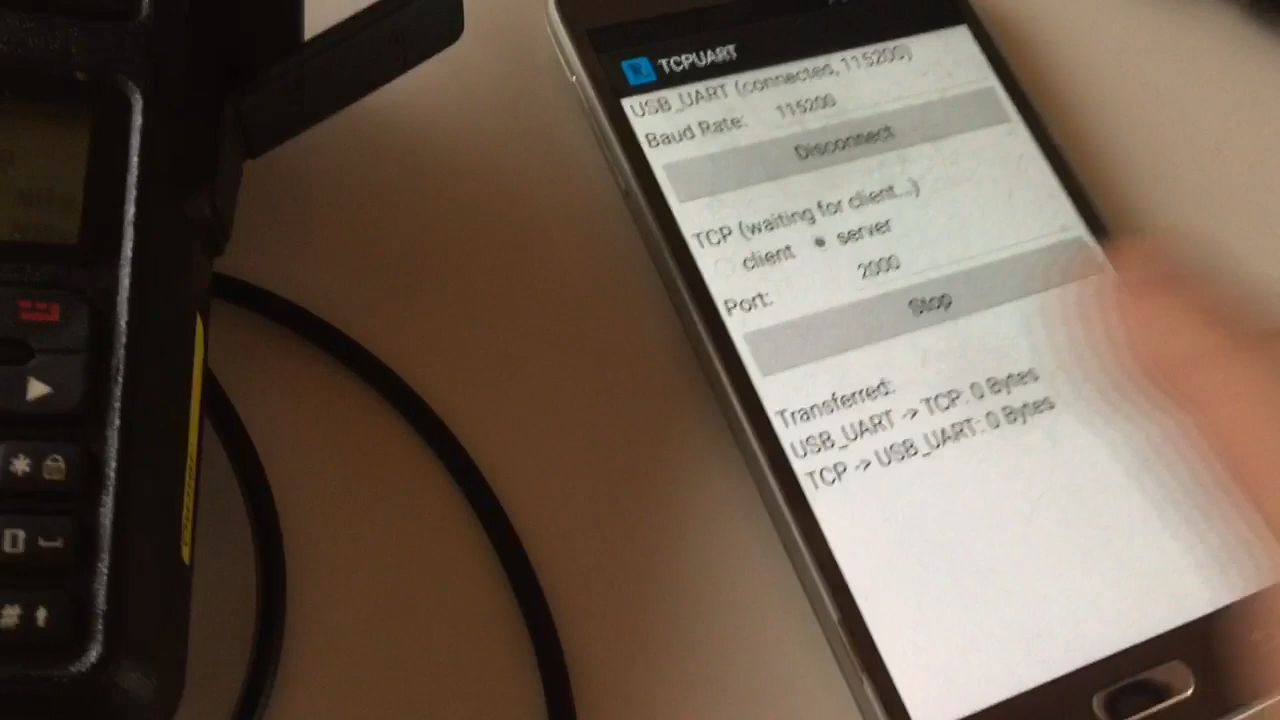 TCPUART
USB_UART (connected, 115200)
Baud Rate: 115200
Disconnect
TCP (waiting for client...)
client server
Port: 2000
Stop
Transferred:
USB_UART -> TCP: 0 Bytes
TCP -> USB_UART: 0 Bytes
*
0
#